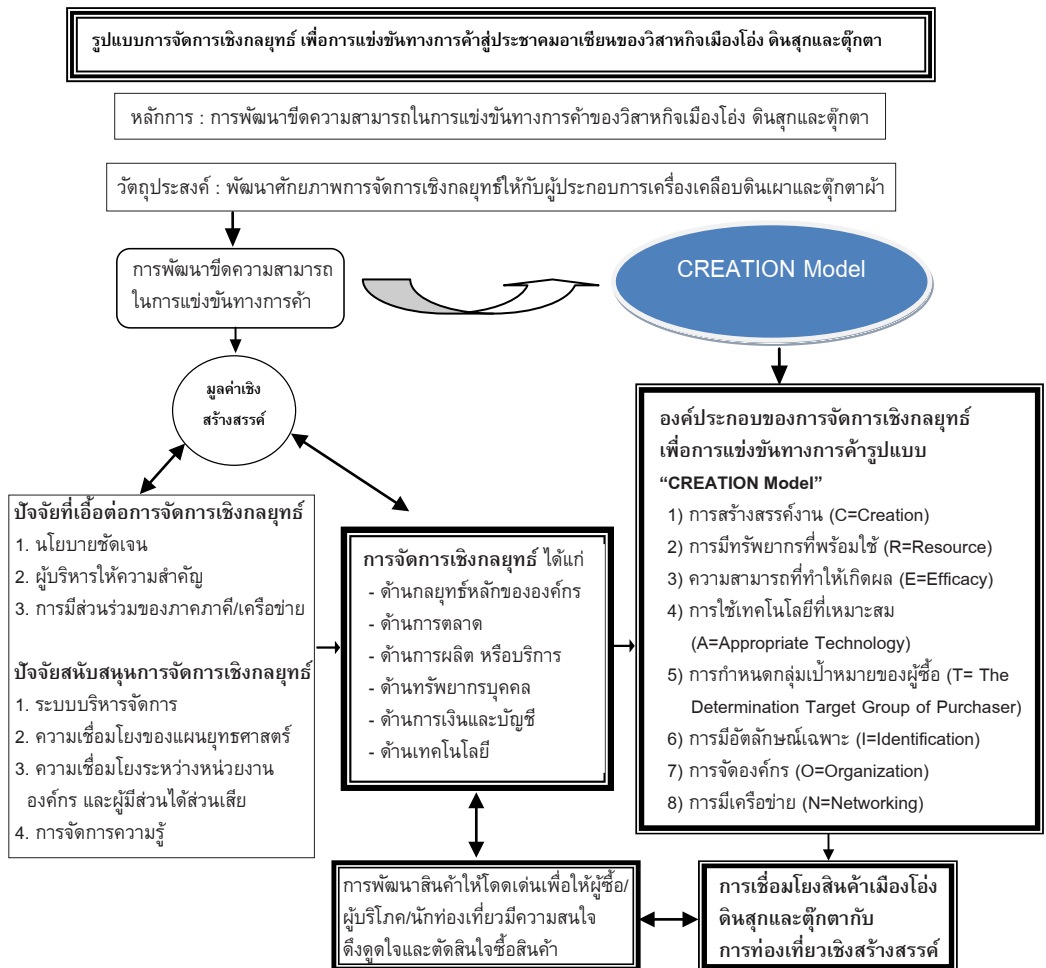 รูปแบบการจัดการเชิงกลยุทธ์ เพื่อการแข่งขันทางการค้าสู่ประชาคมอาเซียนของวิสาหกิจเมืองโอ่ง ดินสุกและตุ๊กตา
หลักการ : การพัฒนาขีดความสามารถในการแข่งขันทางการค้าของวิสาหกิจเมืองโอ่ง ดินสุกและตุ๊กตา
วัตถุประสงค์ : พัฒนาศักยภาพการจัดการเชิงกลยุทธ์ให้กับผู้ประกอบการเครื่องเคลือบดินเผาและตุ๊กตาผ้า
การพัฒนาขีดความสามารถ
ในการแข่งขันทางการค้า
CREATION Model
มูลค่าเชิง
สร้างสรรค์
ปัจจัยที่เอื้อต่อการจัดการเชิงกลยุทธ์
1. นโยบายชัดเจน
2. ผู้บริหารให้ความสำคัญ
3. การมีส่วนร่วมของภาคภาคี/เครือข่าย
ปัจจัยสนับสนุนการจัดการเชิงกลยุทธ์
1. ระบบบริหารจัดการ
2. ความเชื่อมโยงของแผนยุทธศาสตร์
3. ความเชื่อมโยงระหว่างหน่วยงาน
องค์กร และผู้มีส่วนได้ส่วนเสีย
4. การจัดการความรู้
การจัดการเชิงกลยุทธ์ ได้แก่
- ด้านกลยุทธ์หลักขององค์กร
- ด้านการตลาด
- ด้านการผลิต หรือบริการ
- ด้านทรัพยากรบุคคล
- ด้านการเงินและบัญชี
- ด้านเทคโนโลยี
องค์ประกอบของการจัดการเชิงกลยุทธ์
เพื่อการแข่งขันทางการค้ารูปแบบ
“CREATION Model”
1) การสร้างสรรค์งาน (C=Creation)
2) การมีทรัพยากรที่พร้อมใช้ (R=Resource)
3) ความสามารถที่ทำให้เกิดผล (E=Efficacy)
4) การใช้เทคโนโลยีที่เหมาะสม
(A=Appropriate Technology)
5) การกำหนดกลุ่มเป้าหมายของผู้ซื้อ (T= The
Determination Target Group of Purchaser)
6) การมีอัตลักษณ์เฉพาะ (I=Identification)
7) การจัดองค์กร (O=Organization)
8) การมีเครือข่าย (N=Networking)
การพัฒนาสินค้าให้โดดเด่นเพื่อให้ผู้ซื้อ/
ผู้บริโภค/นักท่องเที่ยวมีความสนใจ
ดึงดูดใจและตัดสินใจซื้อสินค้า
การเชื่อมโยงสินค้าเมืองโอ่ง
ดินสุกและตุ๊กตากับ
การท่องเที่ยวเชิงสร้างสรรค์